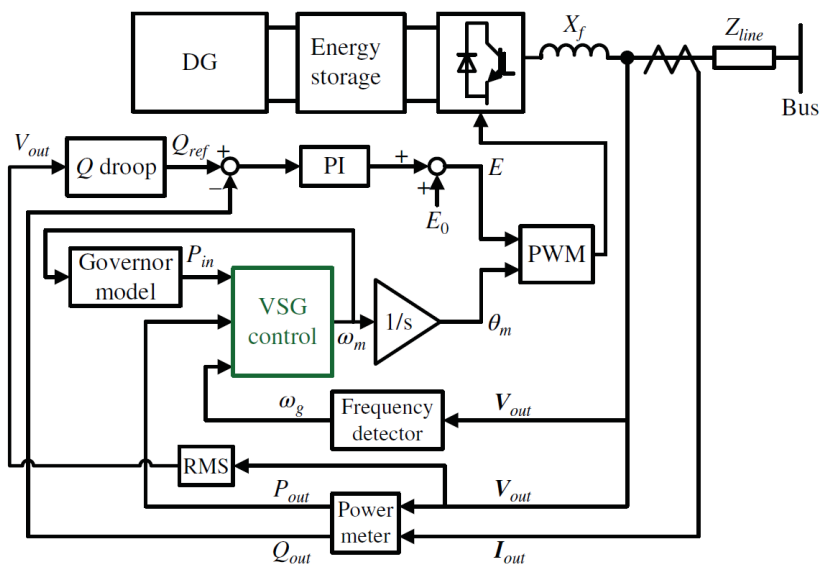 DG
Energy
storage
X_f
Z_line
Bus
V_out
Q droop
Q_ref
+
−
PI
+
+
E_0
E
PWM
Governor
model
P_in
VSG
control
ω_m
1/s
θ_m
ω_g
Frequency
detector
V_out
RMS
P_out
Power
meter
V_out
Q_out
I_out